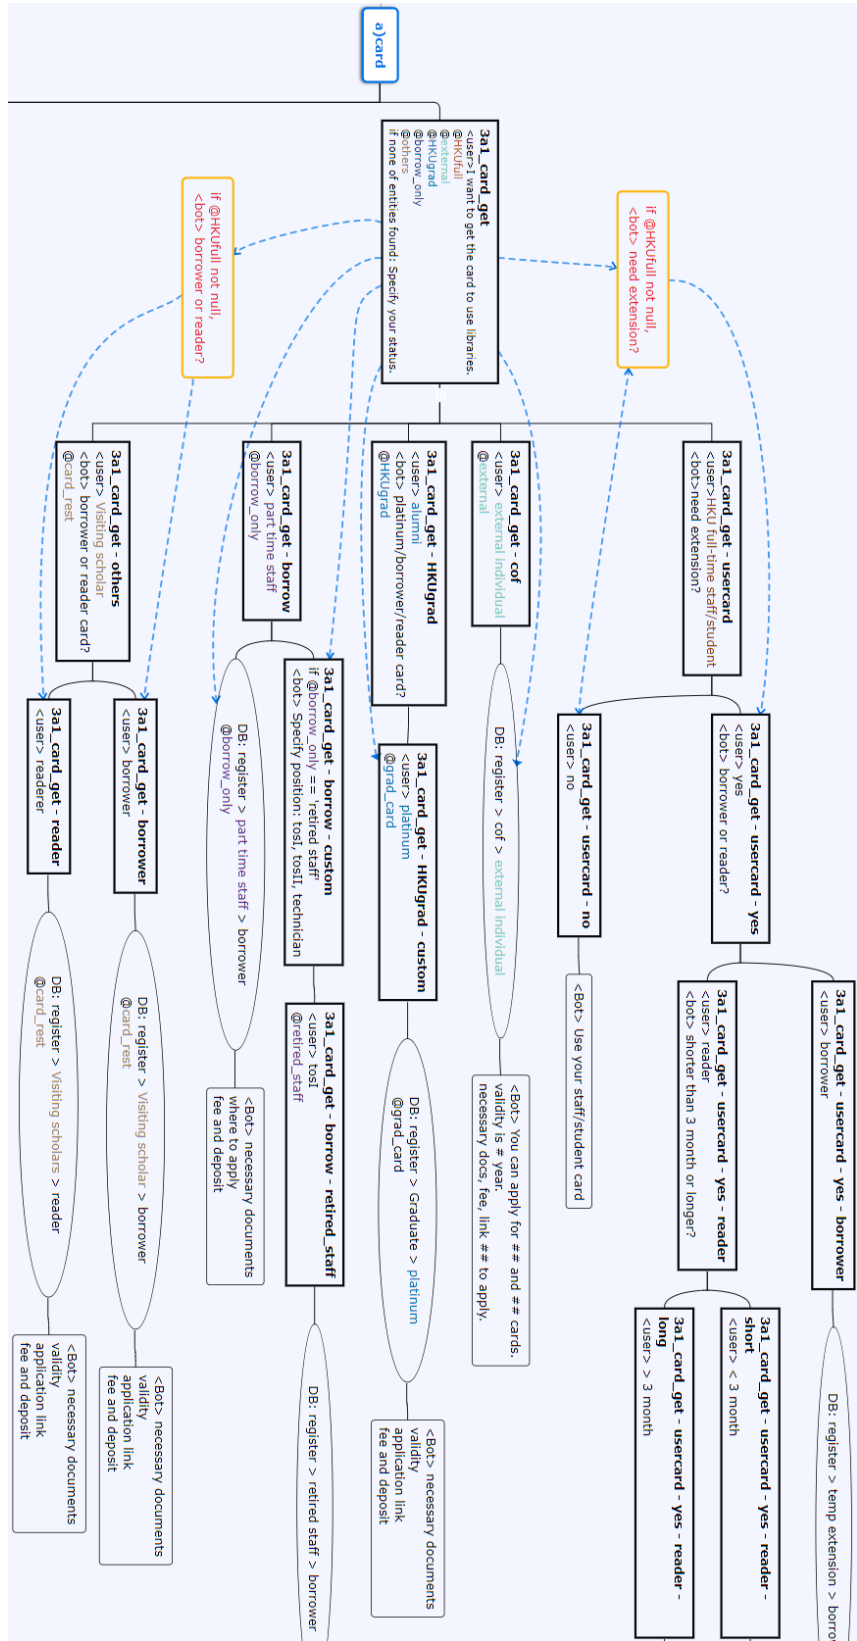 a)card
3a1_card_get
<user>I want to get the card to use libraries.
@HKUfull
@external
@HKUgrad
@borrow_only
@others
if none of entities found: Specify your status.
if @HKUfull not null,
<bot> need extension?
if @HKUfull not null,
<bot> borrower or reader?
3a1_card_get - usercard
<user>HKU full-time staff/student
<bot>need extension?
3a1_card_get - usercard - yes
<user> yes
<bot> borrower or reader?
3a1_card_get - usercard - yes - borrower
<user> borrower
DB: register > temp extension > borrow
3a1_card_get - usercard - yes - reader
<user> reader
<bot> shorter than 3 month or longer?
3a1_card_get - usercard - yes - reader -
short
<user> < 3 month
3a1_card_get - usercard - yes - reader -
long
<user> > 3 month
3a1_card_get - usercard - no
<user> no
<Bot> Use your staff/student card
3a1_card_get - cof
<user> external individual
@external
DB: register > cof > external individual
<Bot> You can apply for ## and ## cards.
validity is # year.
necessary docs, fee, link ## to apply.
3a1_card_get - HKUgrad
<user> alumni
<bot> platinum/borrower/reader card?
@HKUgrad
3a1_card_get - HKUgrad - custom
<user> platinum
@grad_card
DB: register > Graduate > platinum
@grad_card
<Bot> necessary documents
validity
application link
fee and deposit
3a1_card_get - borrow
<user> part time staff
@borrow_only
3a1_card_get - borrow - custom
if @borrow_only == 'retired staff'
<bot> Specify position: tosI, tosII, technician
3a1_card_get - borrow - retired_staff
<user> tosI
@retired_staff
DB: register > retired staff > borrower
DB: register > part time staff > borrower
@borrow_only
<Bot> necessary documents
where to apply
fee and deposit
3a1_card_get - others
<user> Visiting scholar
<bot> borrower or reader card?
@card_rest
3a1_card_get - borrower
<user> borrower
DB: register > Visiting scholar > borrower
@card_rest
<Bot> necessary documents
validity
application link
fee and deposit
3a1_card_get - reader
<user> readerer
DB: register > Visiting scholars > reader
@card_rest
<Bot> necessary documents
validity
application link
fee and deposit